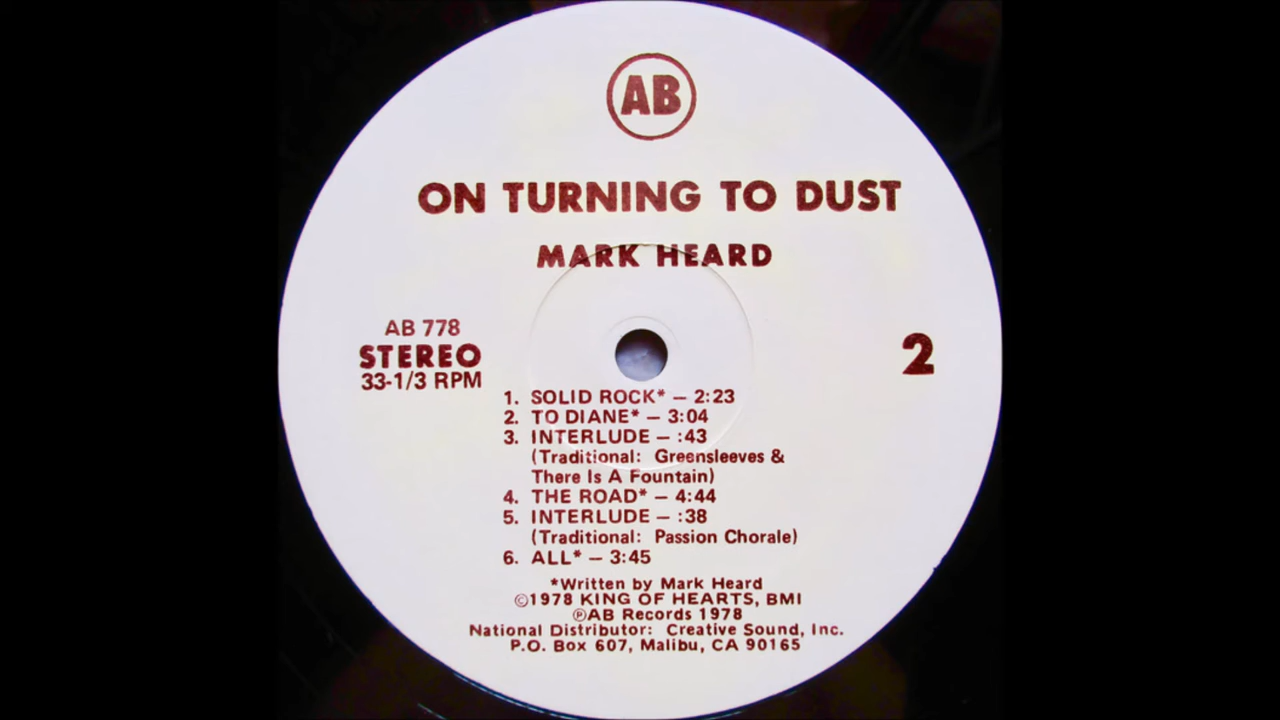 AB
ON TURNING TO DUST
MARK HEARD
AB 778
STEREO
33-1/3 RPM
2
1. SOLID ROCK* — 2:23
2. TO DIANE* — 3:04
3. INTERLUDE — :43
(Traditional: Greensleeves &
There Is A Fountain)
4. THE ROAD* — 4:44
5. INTERLUDE — :38
(Traditional: Passion Chorale)
6. ALL* — 3:45
*Written by Mark Heard
©1978 KING OF HEARTS, BMI
℗AB Records 1978
National Distributor: Creative Sound, Inc.
P.O. Box 607, Malibu, CA 90165